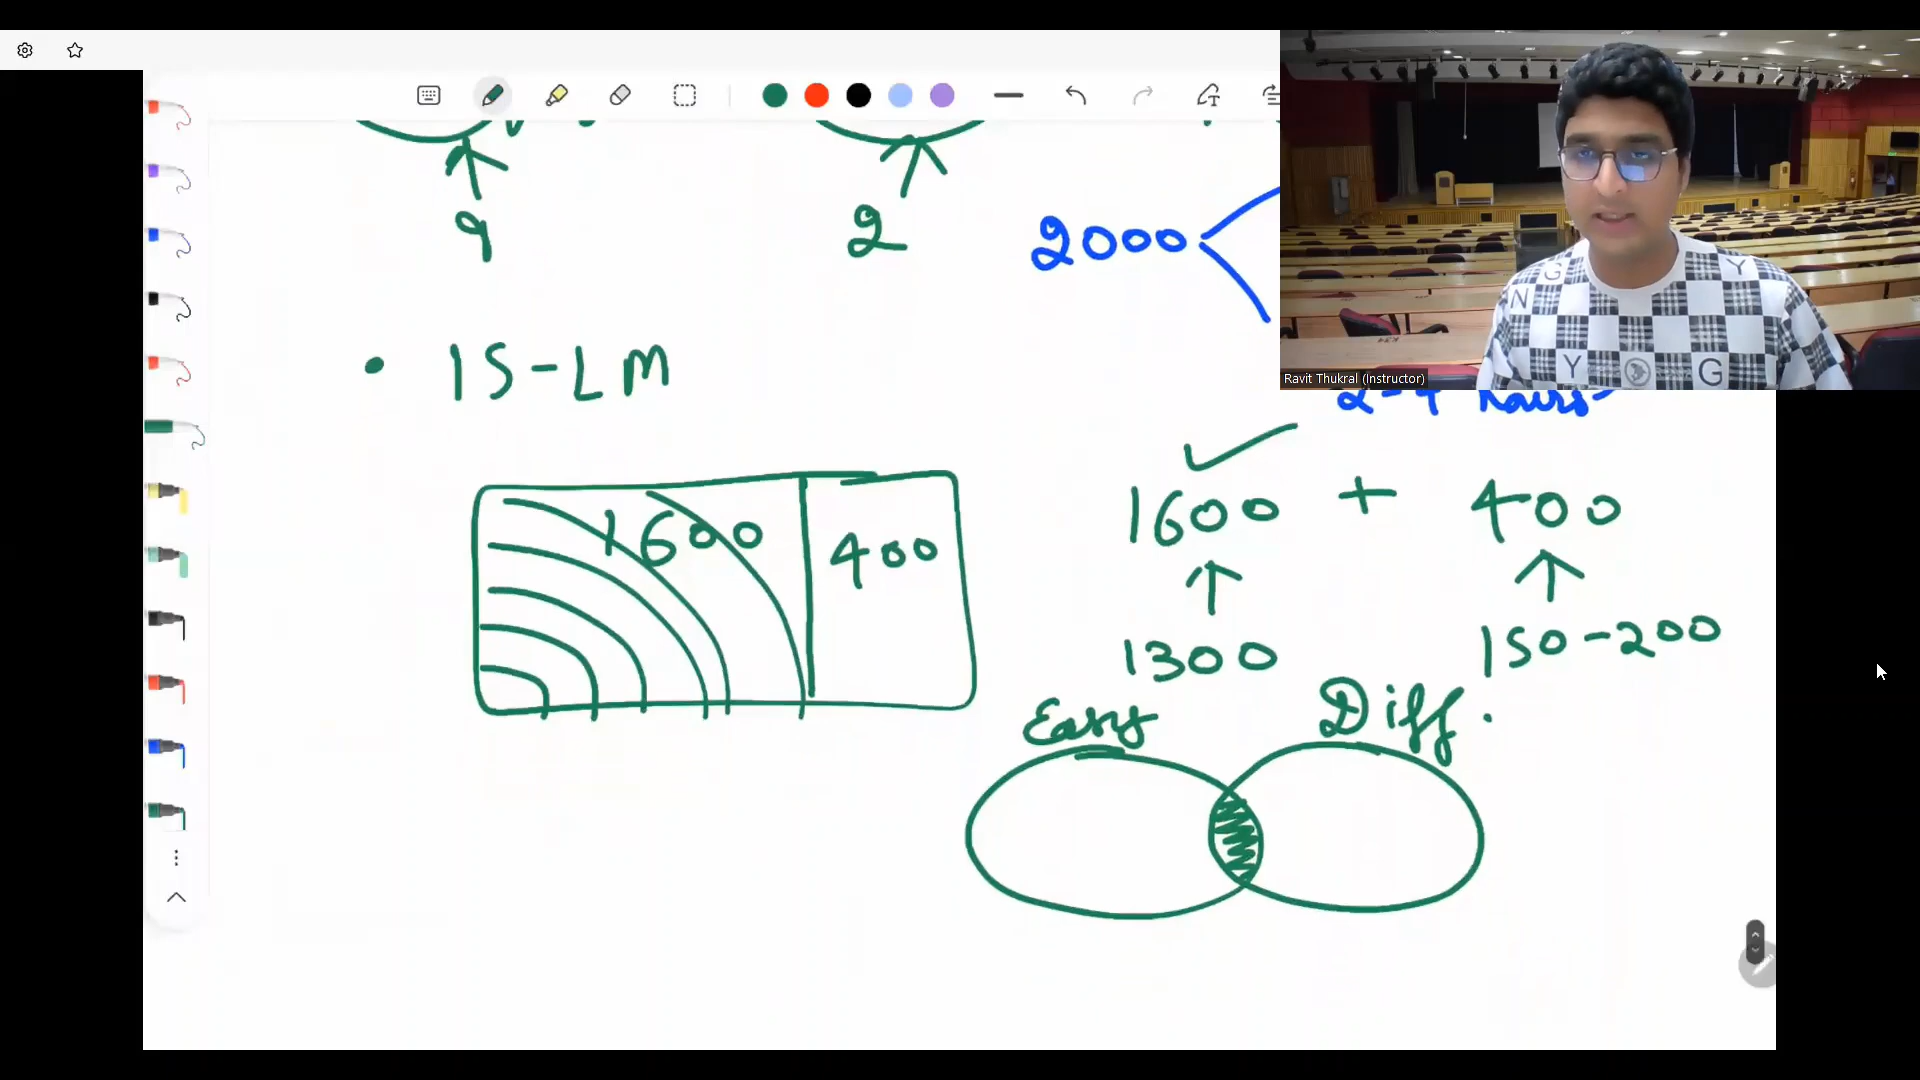 9
2
2000
Ravit Thukral (Instructor)
N G Y
Y G
• IS-LM
1600 + 400
1600
400
1300
150-200
Easy
Diff.